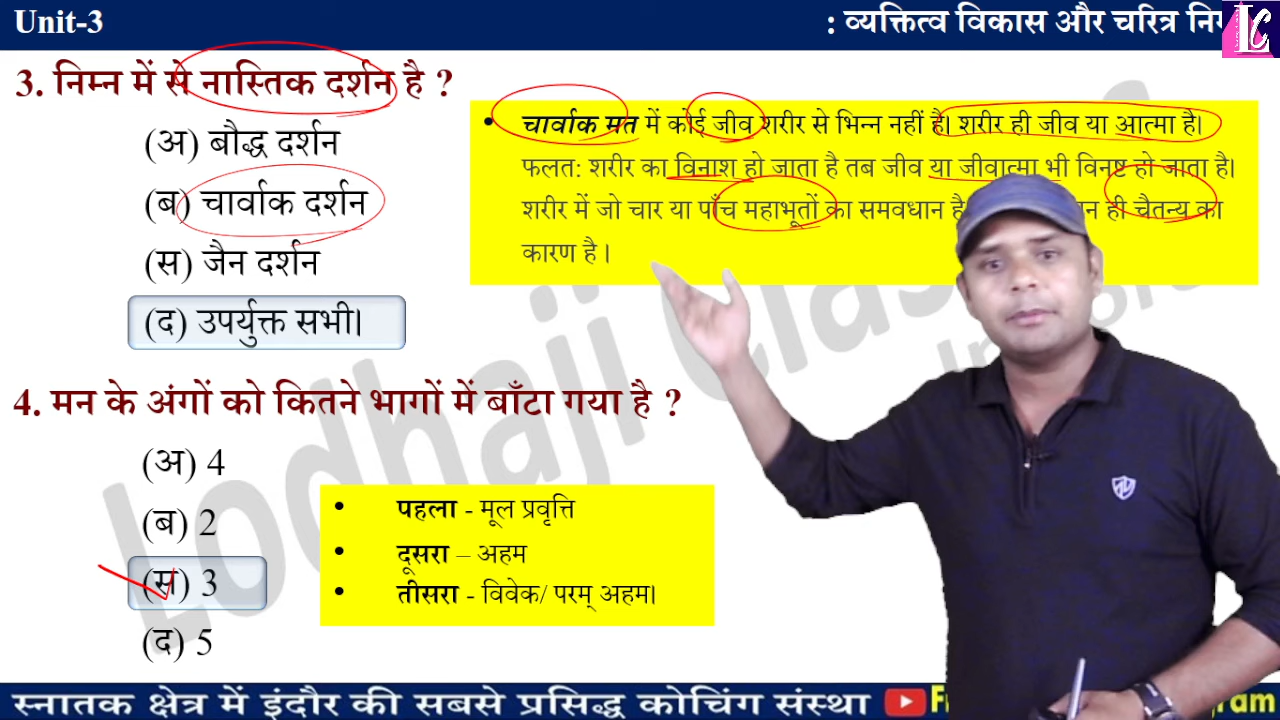 Unit-3
: व्यक्तित्व विकास और चरित्र
LC
3. निम्न में से नास्तिक दर्शन है ?
(अ) बौद्ध दर्शन
(ब) चार्वाक दर्शन
(स) जैन दर्शन
(द) उपर्युक्त सभी।
• चार्वाक मत में कोई जीव शरीर से भिन्न नहीं है। शरीर ही जीव या आत्मा है।
फलत: शरीर का विनाश हो जाता है तब जीव या जीवात्मा भी विनष्ट हो जाता है।
शरीर में जो चार या पाँच महाभूतों का समवधान है ही चैतन्य का
कारण है ।
4. मन के अंगों को कितने भागों में बाँटा गया है ?
(अ) 4
(ब) 2
(स) 3
(द) 5
• पहला - मूल प्रवृत्ति
• दूसरा – अहम
• तीसरा - विवेक/ परम् अहम।
Lodhaji
स्नातक क्षेत्र में इंदौर की सबसे प्रसिद्ध कोचिंग संस्था